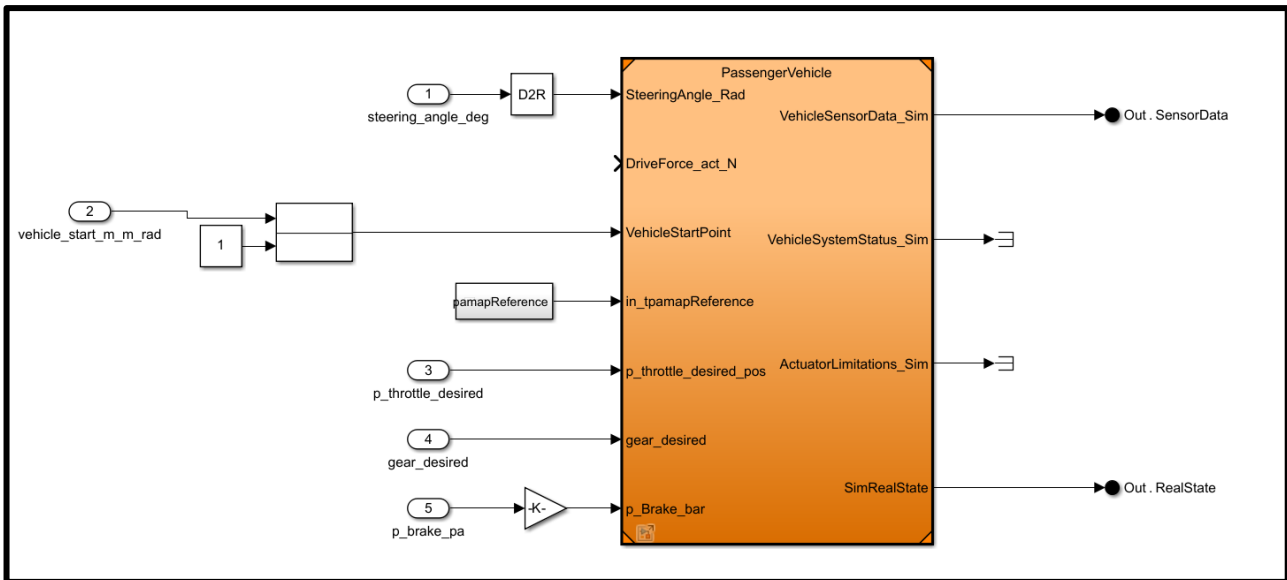 PassengerVehicle
1
steering_angle_deg
D2R
SteeringAngle_Rad
VehicleSensorData_Sim
Out . SensorData
DriveForce_act_N
2
vehicle_start_m_m_rad
1
VehicleStartPoint
VehicleSystemStatus_Sim
pamapReference
in_tpamapReference
3
p_throttle_desired
p_throttle_desired_pos
ActuatorLimitations_Sim
4
gear_desired
gear_desired
5
p_brake_pa
-K-
p_Brake_bar
SimRealState
Out . RealState